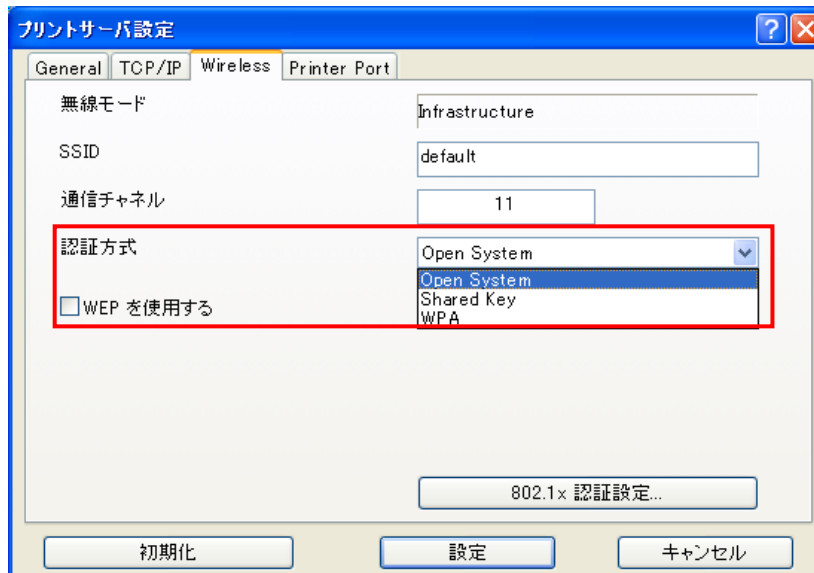 プリントサーバ設定
General TCP/IP Wireless Printer Port
無線モード Infrastructure
SSID default
通信チャネル 11
認証方式 Open System
Open System
Shared Key
WPA
WEP を使用する
802.1x 認証設定...
初期化 設定 キャンセル